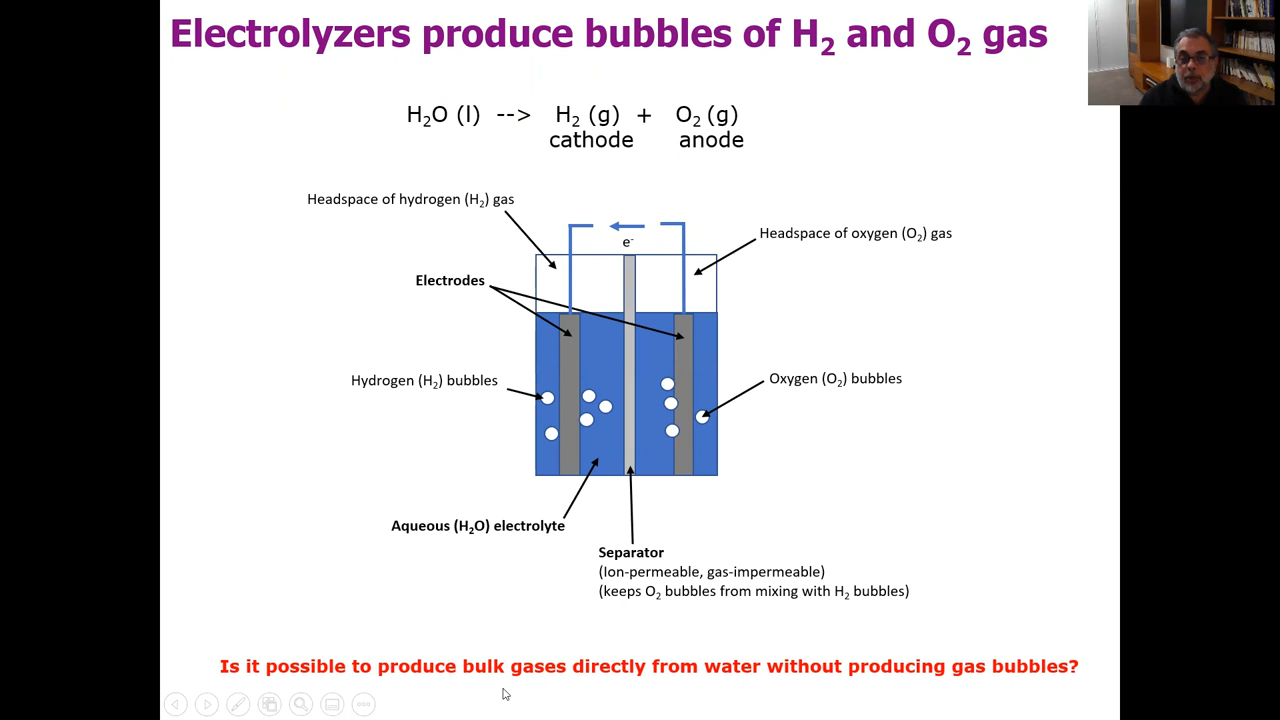 Electrolyzers produce bubbles of H₂ and O₂ gas
H₂O (l) --> H₂ (g) + O₂ (g)
cathode anode
Headspace of hydrogen (H₂) gas
e⁻
Headspace of oxygen (O₂) gas
Electrodes
Hydrogen (H₂) bubbles
Oxygen (O₂) bubbles
Aqueous (H₂O) electrolyte
Separator
(Ion-permeable, gas-impermeable)
(keeps O₂ bubbles from mixing with H₂ bubbles)
Is it possible to produce bulk gases directly from water without producing gas bubbles?